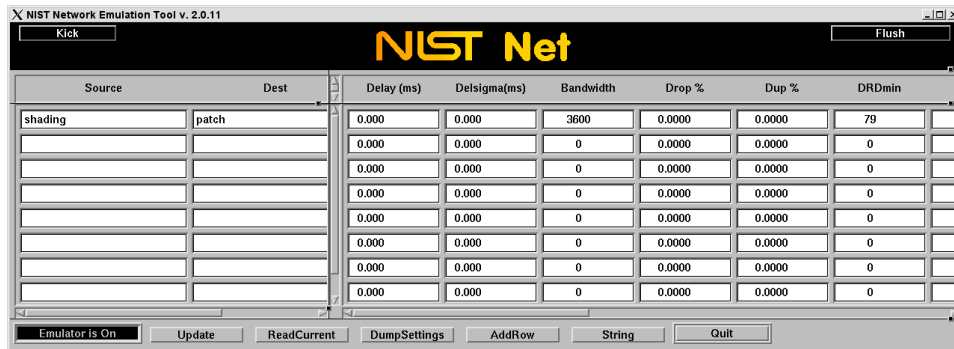 NIST Network Emulation Tool v. 2.0.11
Kick NIST Net Flush
Source Dest Delay (ms) Delsigma(ms) Bandwidth Drop % Dup % DRDmin
shading patch 0.000 0.000 3600 0.0000 0.0000 79
0.000 0.000 0 0.0000 0.0000 0
0.000 0.000 0 0.0000 0.0000 0
0.000 0.000 0 0.0000 0.0000 0
0.000 0.000 0 0.0000 0.0000 0
0.000 0.000 0 0.0000 0.0000 0
0.000 0.000 0 0.0000 0.0000 0
0.000 0.000 0 0.0000 0.0000 0
Emulator is On Update ReadCurrent DumpSettings AddRow String Quit